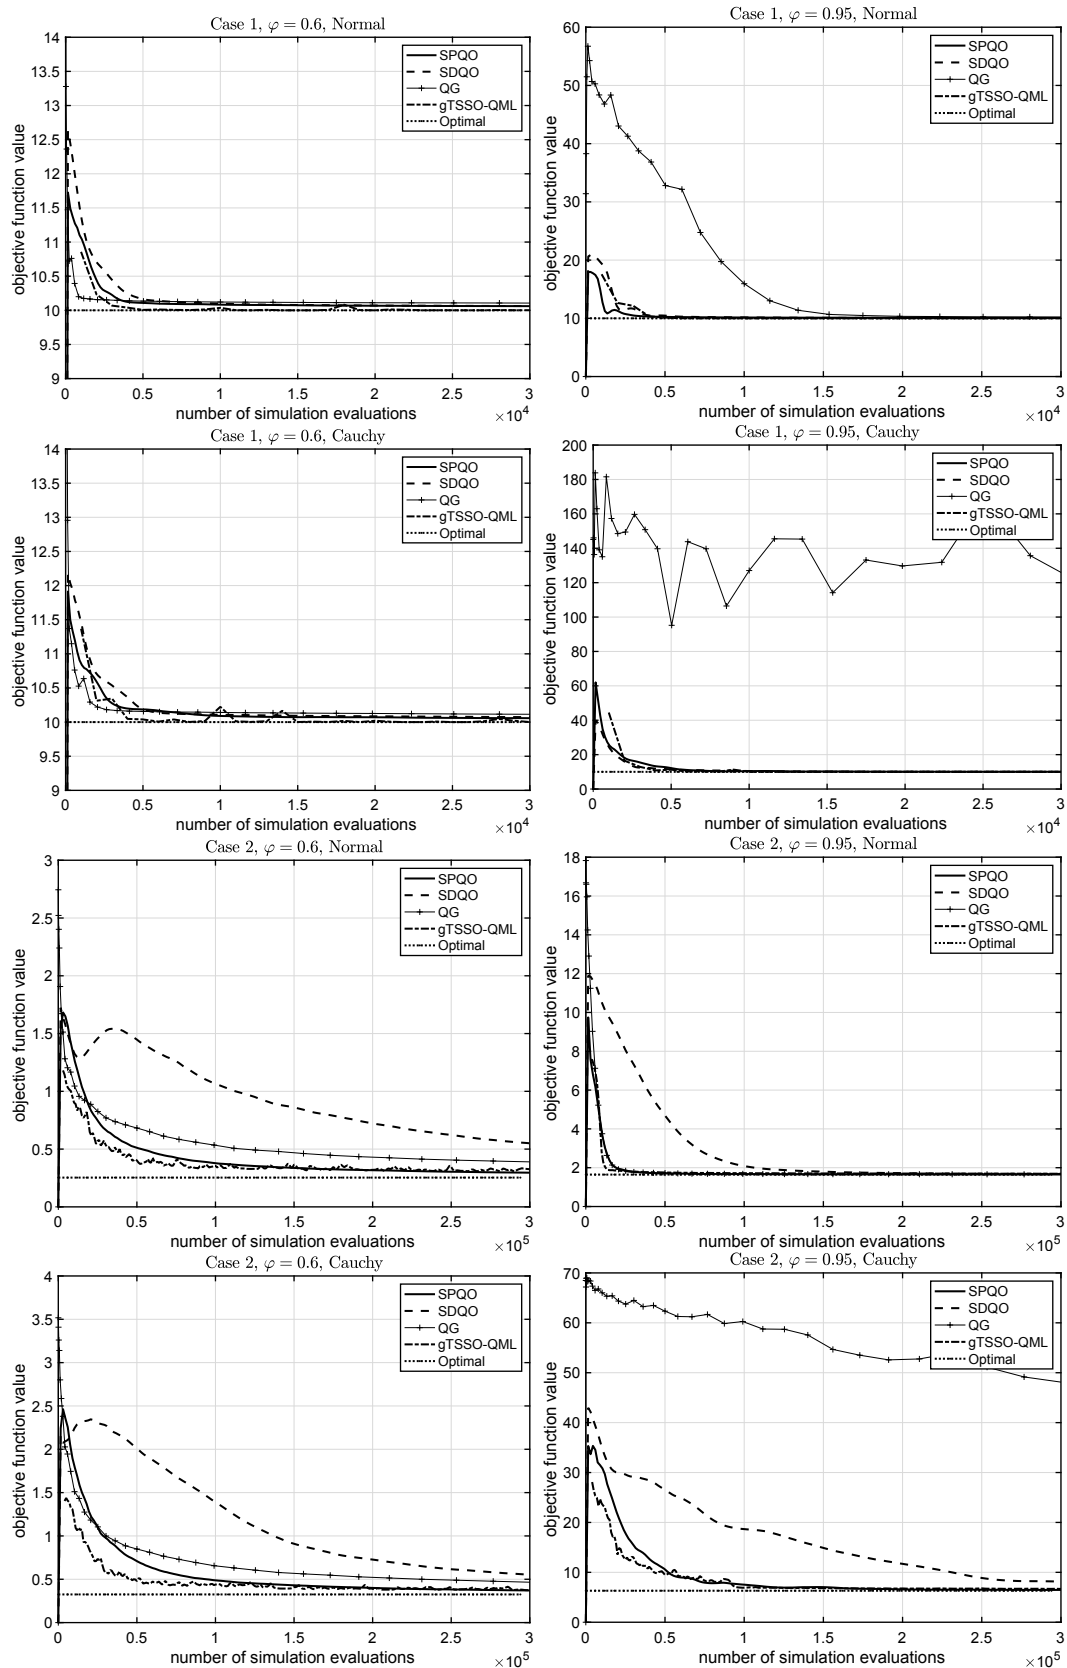 Case 1, φ = 0.6, Normal
14
13.5
13
12.5
12
11.5
11
10.5
10
9.5
9
objective function value
SPQO
SDQO
QG
gTSSO-QML
Optimal
0 0.5 1 1.5 2 2.5 3
number of simulation evaluations ×10⁴
Case 1, φ = 0.95, Normal
60
50
40
30
20
10
0
objective function value
SPQO
SDQO
QG
gTSSO-QML
Optimal
0 0.5 1 1.5 2 2.5 3
number of simulation evaluations ×10⁴
Case 1, φ = 0.6, Cauchy
14
13.5
13
12.5
12
11.5
11
10.5
10
9.5
9
objective function value
SPQO
SDQO
QG
gTSSO-QML
Optimal
0 0.5 1 1.5 2 2.5 3
number of simulation evaluations ×10⁴
Case 1, φ = 0.95, Cauchy
200
180
160
140
120
100
80
60
40
20
0
objective function value
SPQO
SDQO
QG
gTSSO-QML
Optimal
0 0.5 1 1.5 2 2.5 3
number of simulation evaluations ×10⁴
Case 2, φ = 0.6, Normal
3
2.5
2
1.5
1
0.5
0
objective function value
SPQO
SDQO
QG
gTSSO-QML
Optimal
0 0.5 1 1.5 2 2.5 3
number of simulation evaluations ×10⁵
Case 2, φ = 0.95, Normal
18
16
14
12
10
8
6
4
2
0
objective function value
SPQO
SDQO
QG
gTSSO-QML
Optimal
0 0.5 1 1.5 2 2.5 3
number of simulation evaluations ×10⁵
Case 2, φ = 0.6, Cauchy
4
3.5
3
2.5
2
1.5
1
0.5
0
objective function value
SPQO
SDQO
QG
gTSSO-QML
Optimal
0 0.5 1 1.5 2 2.5 3
number of simulation evaluations ×10⁵
Case 2, φ = 0.95, Cauchy
70
60
50
40
30
20
10
0
objective function value
SPQO
SDQO
QG
gTSSO-QML
Optimal
0 0.5 1 1.5 2 2.5 3
number of simulation evaluations ×10⁵